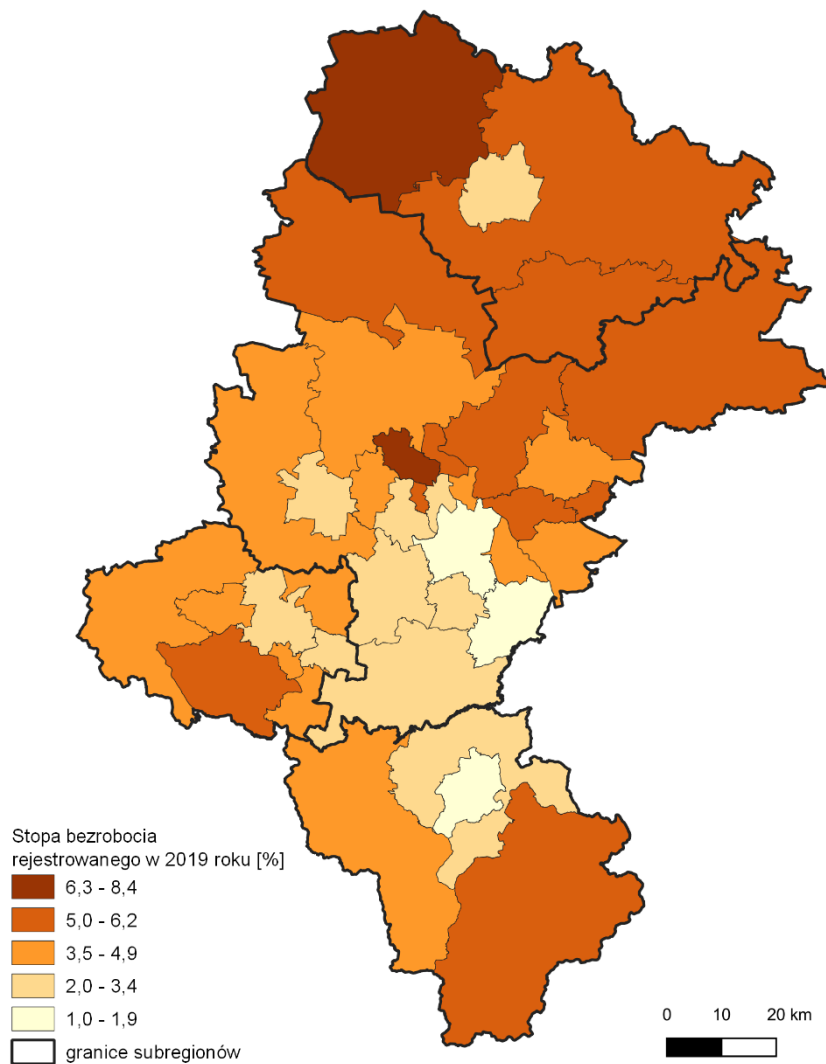 Stopa bezrobocia
rejestrowanego w 2019 roku [%]
6,3 - 8,4
5,0 - 6,2
3,5 - 4,9
2,0 - 3,4
1,0 - 1,9
granice subregionów
0 10 20 km